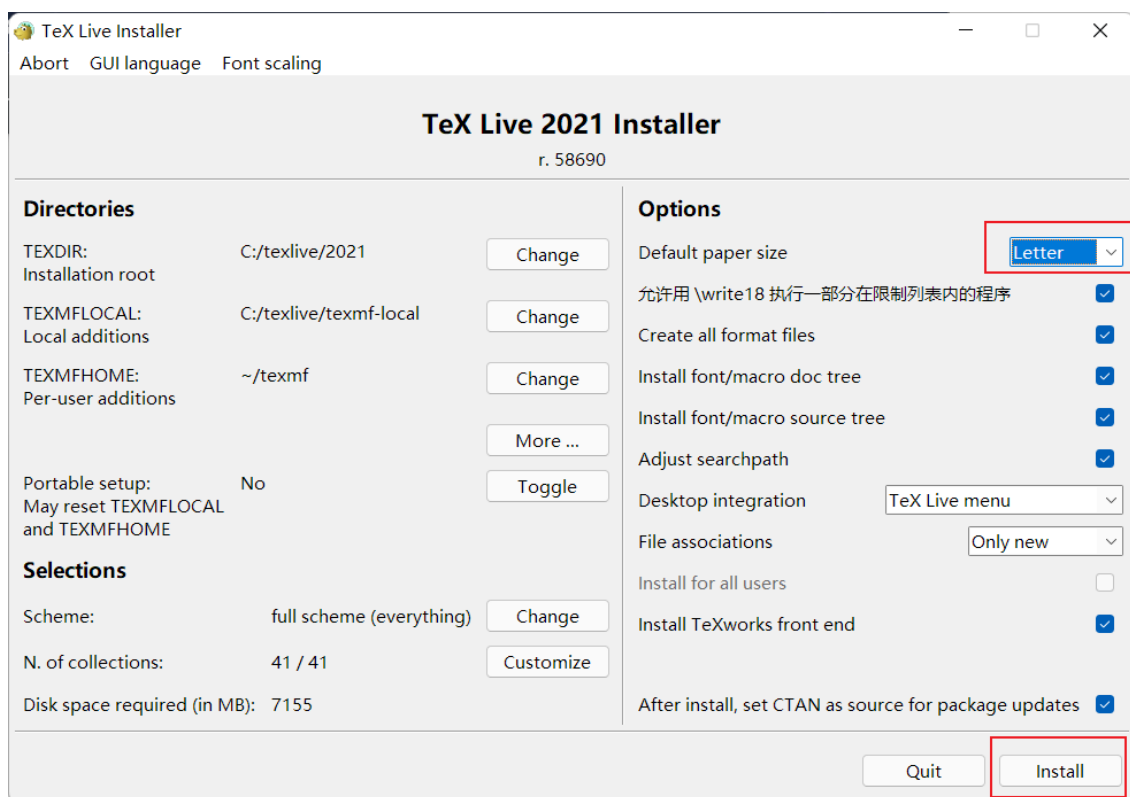 TeX Live Installer
Abort GUI language Font scaling
TeX Live 2021 Installer
r. 58690
Directories
TEXDIR: C:/texlive/2021 Change
Installation root
TEXMFLOCAL: C:/texlive/texmf-local Change
Local additions
TEXMFHOME: ~/texmf Change
Per-user additions
More ...
Portable setup: No Toggle
May reset TEXMFLOCAL
and TEXMFHOME
Selections
Scheme: full scheme (everything) Change
N. of collections: 41 / 41 Customize
Disk space required (in MB): 7155
Options
Default paper size Letter
允许用 \write18 执行一部分在限制列表内的程序
Create all format files
Install font/macro doc tree
Install font/macro source tree
Adjust searchpath
Desktop integration TeX Live menu
File associations Only new
Install for all users
Install TeXworks front end
After install, set CTAN as source for package updates
Quit Install